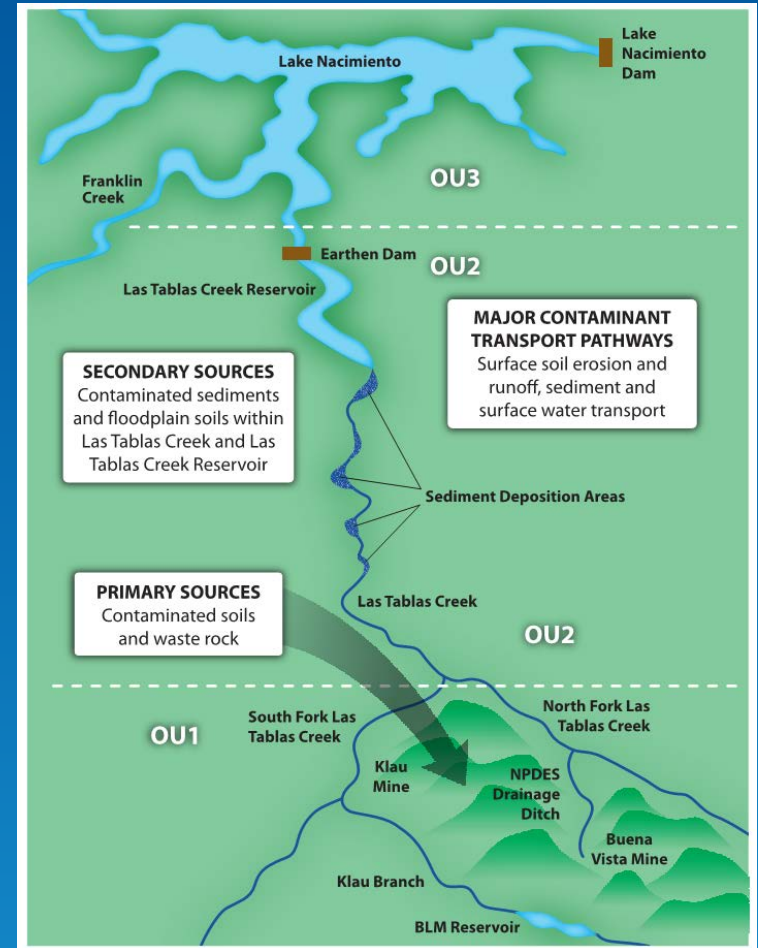 Lake Nacimiento
Lake
Nacimiento
Dam
Franklin
Creek
OU3
Earthen Dam
OU2
Las Tablas Creek Reservoir
MAJOR CONTAMINANT
TRANSPORT PATHWAYS
Surface soil erosion and
runoff, sediment and
surface water transport
SECONDARY SOURCES
Contaminated sediments
and floodplain soils within
Las Tablas Creek and Las
Tablas Creek Reservoir
Sediment Deposition Areas
PRIMARY SOURCES
Contaminated soils
and waste rock
Las Tablas Creek
OU2
OU1
South Fork Las
Tablas Creek
North Fork Las
Tablas Creek
Klau
Mine
NPDES
Drainage
Ditch
Buena
Vista Mine
Klau Branch
BLM Reservoir